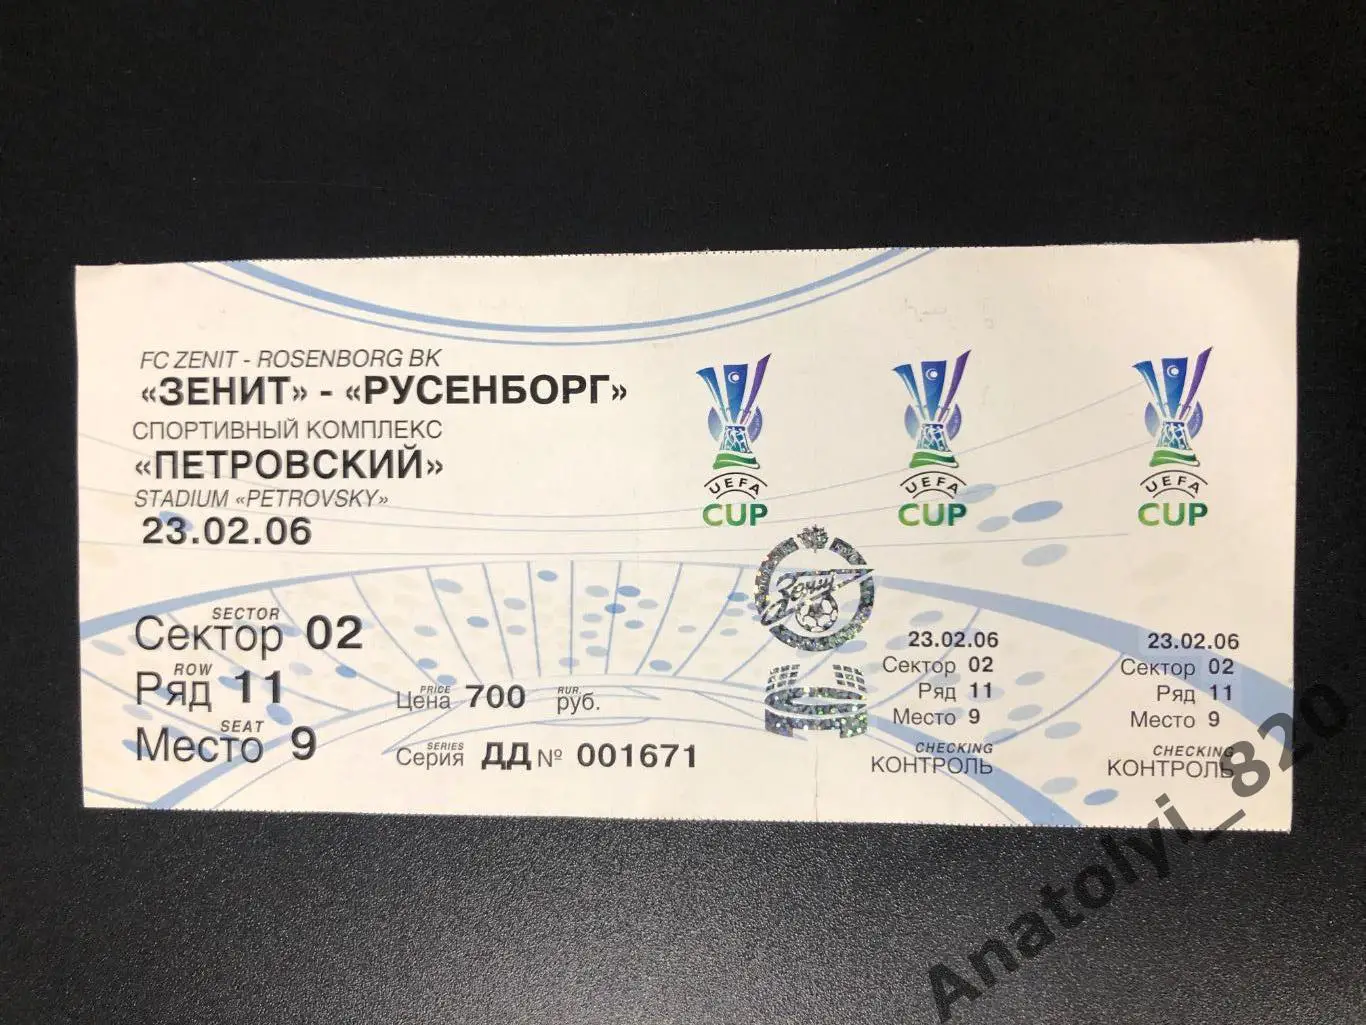 FC ZENIT - ROSENBORG BK
«ЗЕНИТ» - «РУСЕНБОРГ»
СПОРТИВНЫЙ КОМПЛЕКС
«ПЕТРОВСКИЙ»
STADIUM «PETROVSKY»
23.02.06
SECTOR
Сектор 02
ROW
Ряд 11
SEAT
Место 9
PRICE RUR.
Цена 700 руб.
SERIES
Серия ДД № 001671
UEFA
CUP
UEFA
CUP
UEFA
CUP
Зенит
23.02.06
Сектор 02
Ряд 11
Место 9
CHECKING
КОНТРОЛЬ
23.02.06
Сектор 02
Ряд 11
Место 9
CHECKING
КОНТРОЛЬ
Anatolyi_820